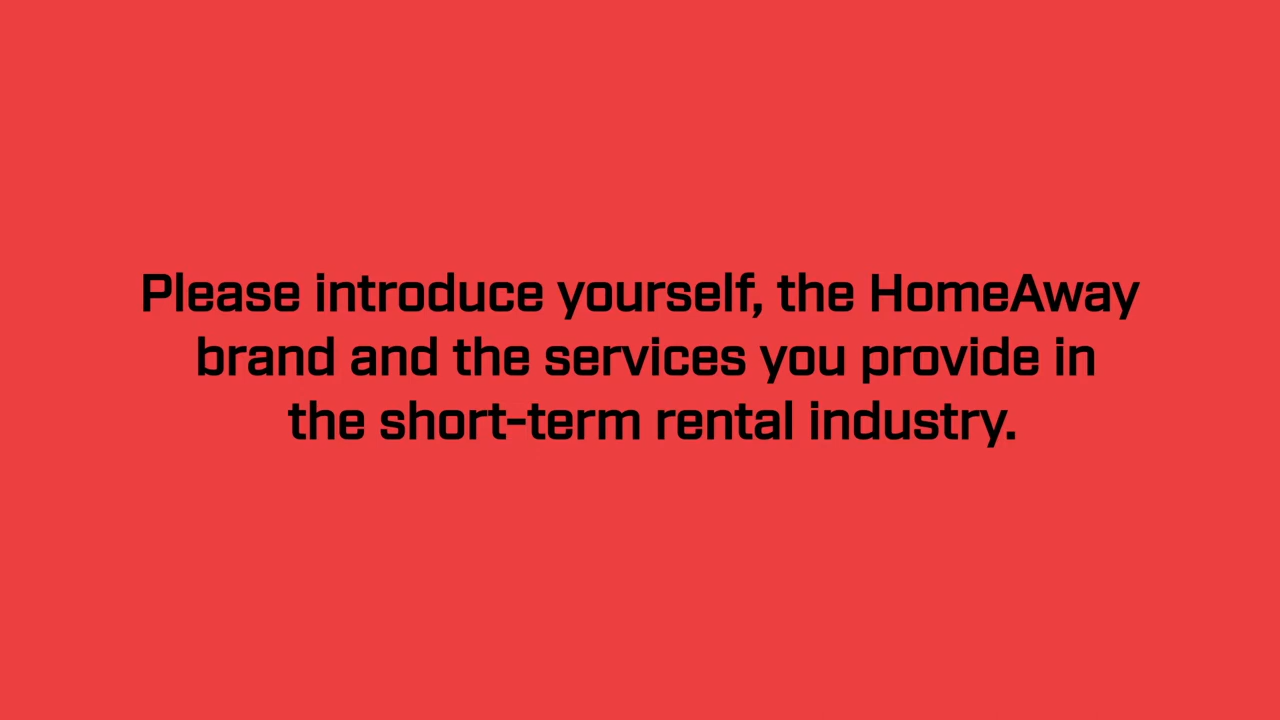 Please introduce yourself, the HomeAway
brand and the services you provide in
the short-term rental industry.